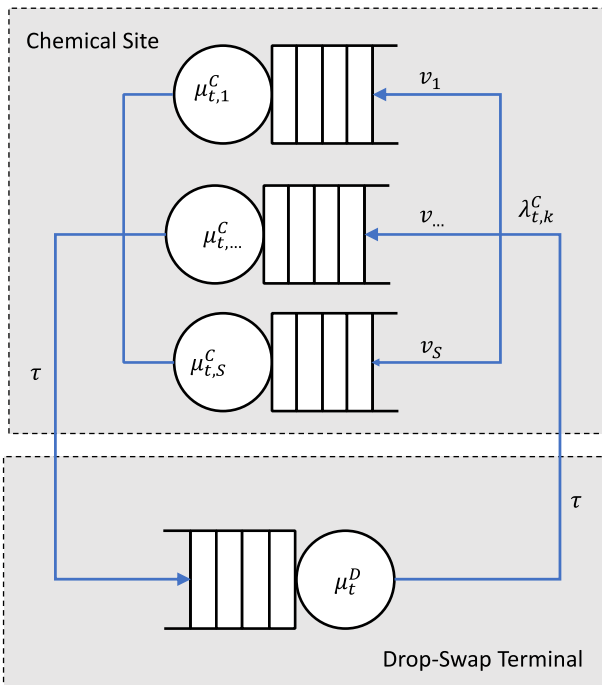 Chemical Site
μ^C_{t,1}
v_1
λ^C_{t,k}
μ^C_{t,...}
v_{...}
μ^C_{t,S}
v_S
τ
τ
μ^D_t
Drop-Swap Terminal